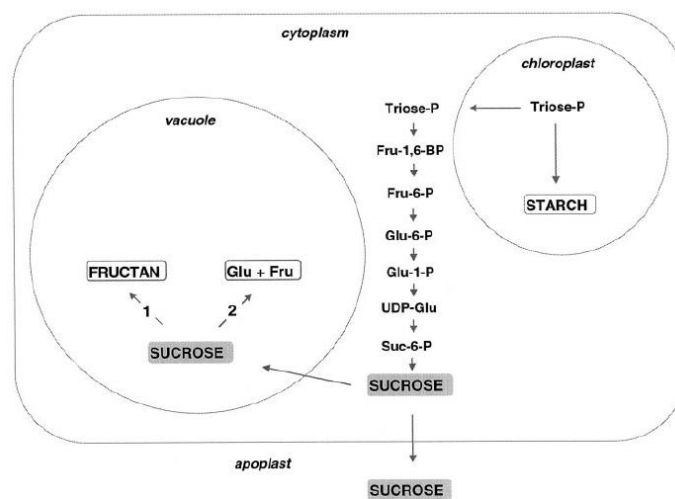 cytoplasm
chloroplast
vacuole
Triose-P
Triose-P
Fru-1,6-BP
Fru-6-P
STARCH
Glu-6-P
FRUCTAN
Glu + Fru
Glu-1-P
1
2
UDP-Glu
Suc-6-P
SUCROSE
SUCROSE
apoplast
SUCROSE